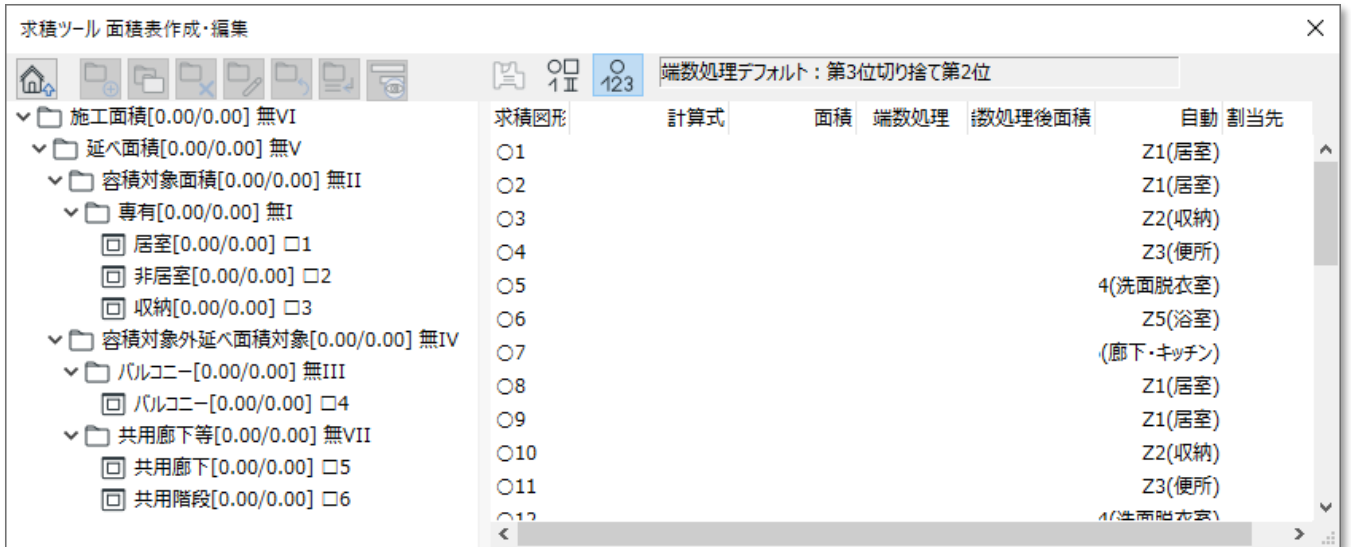 求積ツール 面積表作成・編集
端数処理デフォルト：第3位切り捨て第2位
施工面積[0.00/0.00] 無VI
延べ面積[0.00/0.00] 無V
容積対象面積[0.00/0.00] 無II
専有[0.00/0.00] 無I
居室[0.00/0.00] □1
非居室[0.00/0.00] □2
収納[0.00/0.00] □3
容積対象外延べ面積対象[0.00/0.00] 無IV
バルコニー[0.00/0.00] 無III
バルコニー[0.00/0.00] □4
共用廊下等[0.00/0.00] 無VII
共用廊下[0.00/0.00] □5
共用階段[0.00/0.00] □6
求積図形 計算式 面積 端数処理 数処理後面積 自動 割当先
○1 Z1(居室)
○2 Z1(居室)
○3 Z2(収納)
○4 Z3(便所)
○5 4(洗面脱衣室)
○6 Z5(浴室)
○7 (廊下・キッチン)
○8 Z1(居室)
○9 Z1(居室)
○10 Z2(収納)
○11 Z3(便所)
○12 4(洗面脱衣室)